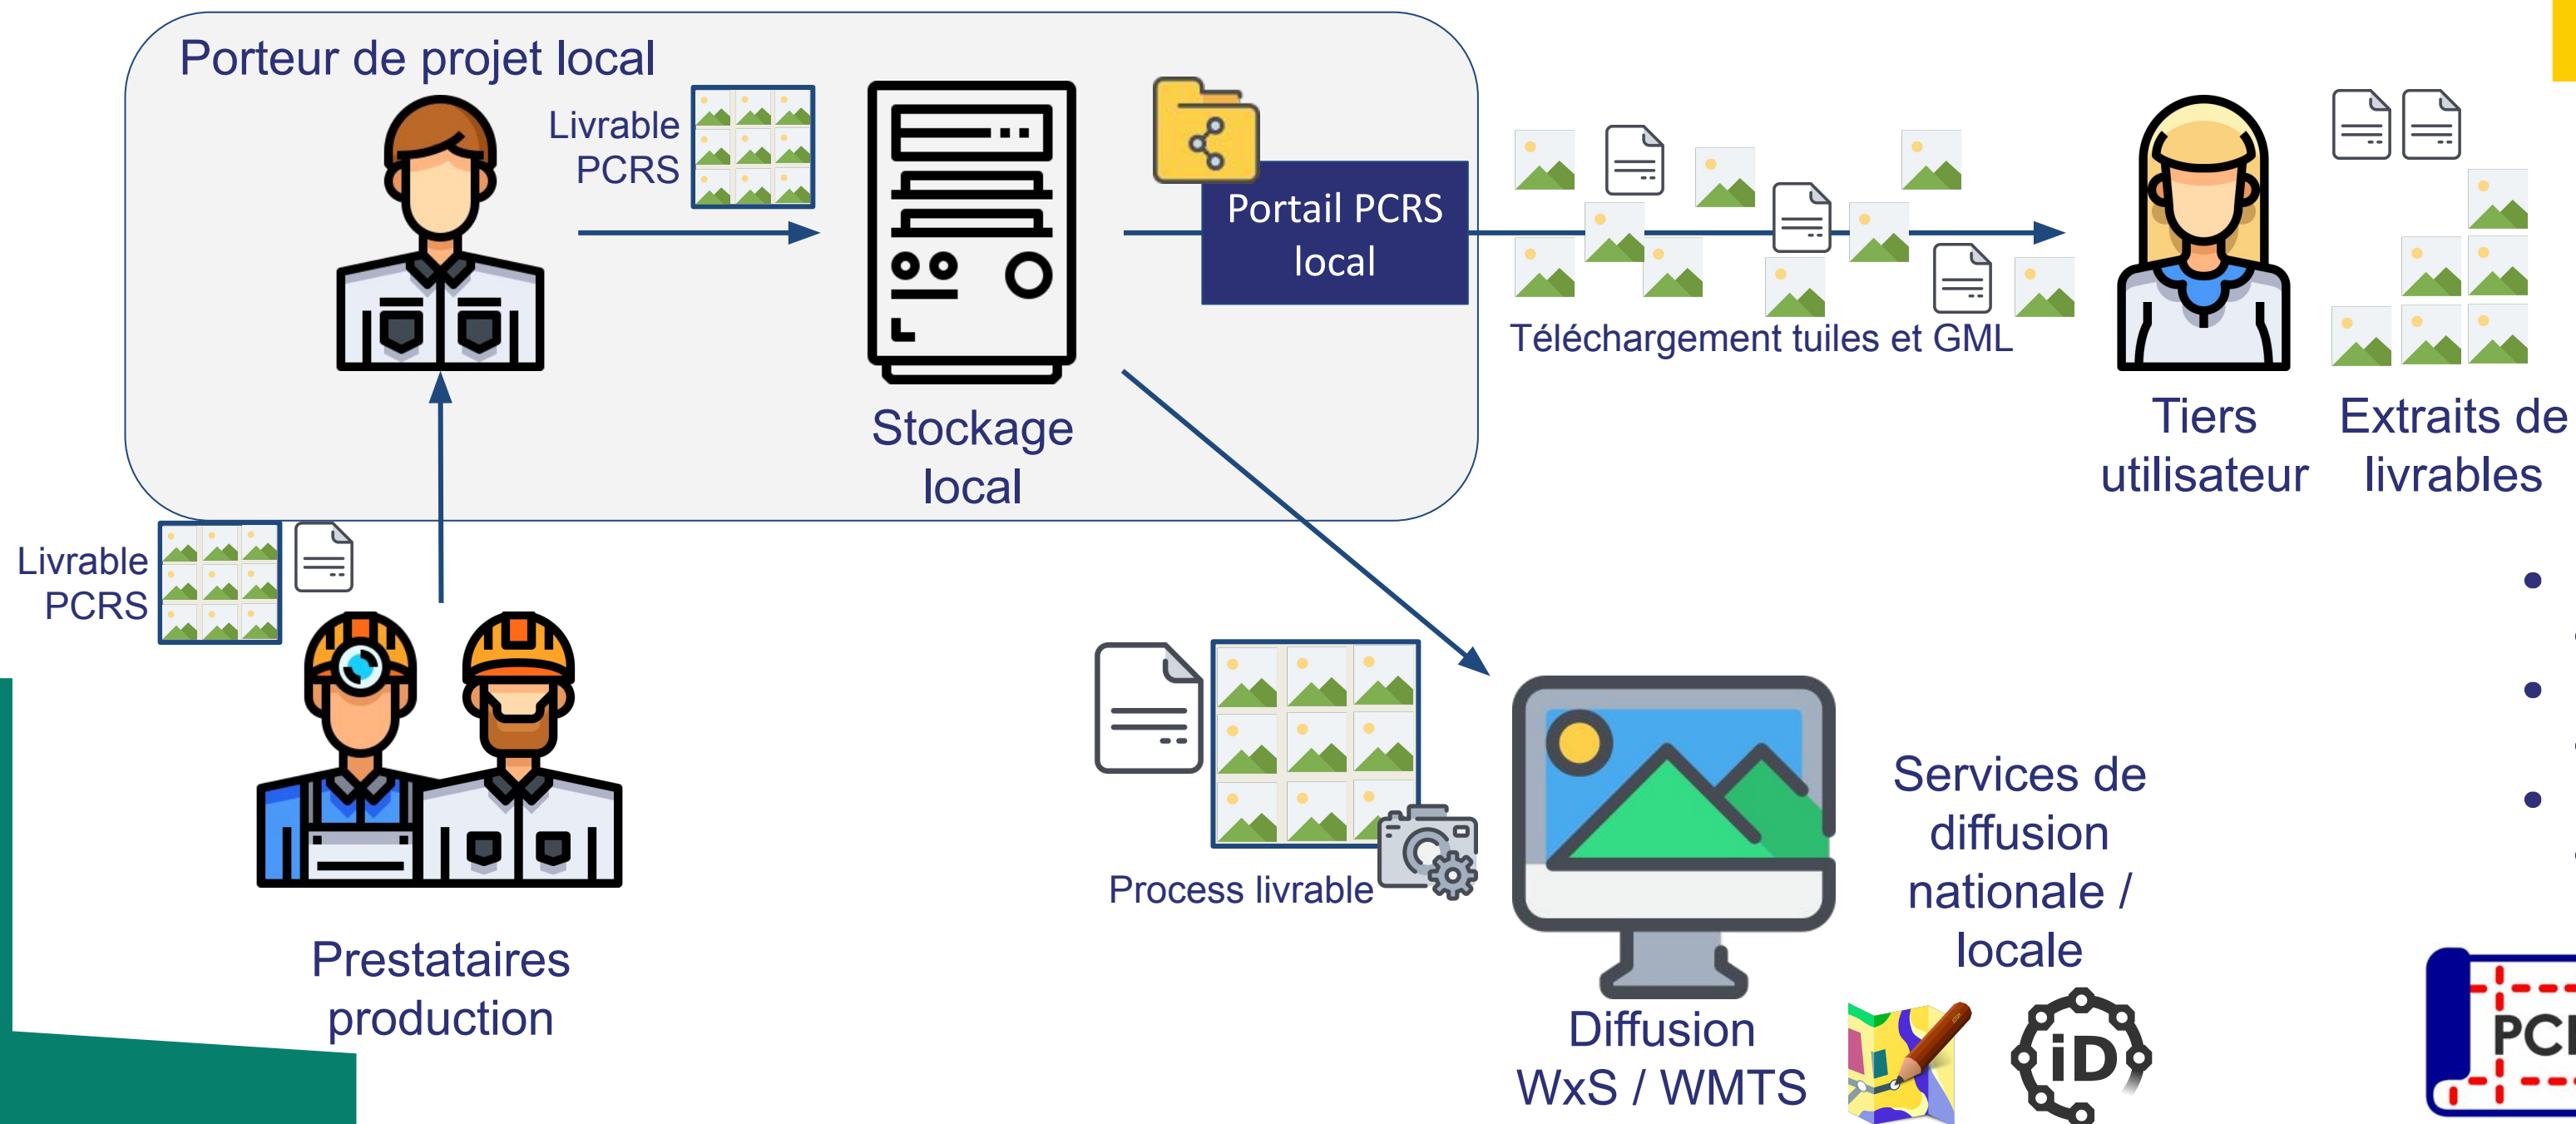 Porteur de projet local
Livrable
PCRS
Portail PCRS
local
Téléchargement tuiles et GML
Stockage
local
Tiers
utilisateur
Extraits de
livrables
Livrable
PCRS
Process livrable
Services de
diffusion
nationale /
locale
Prestataires
production
Diffusion
WxS / WMTS
iD